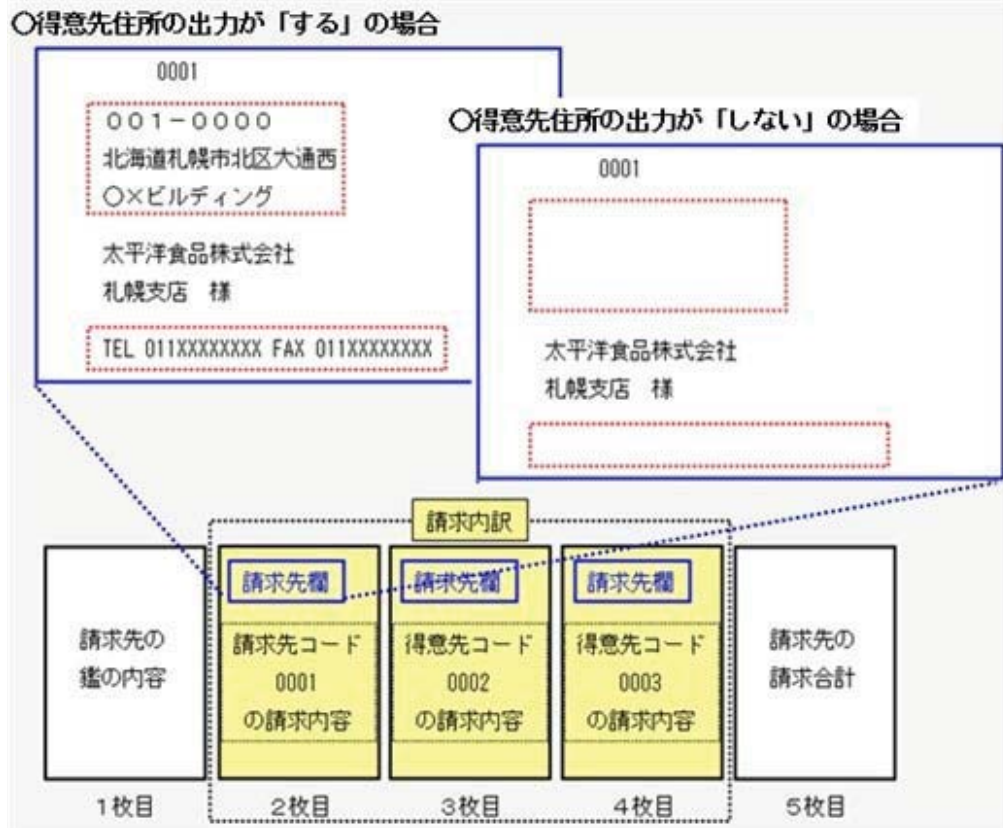 ○得意先住所の出力が「する」の場合
0001
001-0000
北海道札幌市北区大通西
○×ビルディング
太平洋食品株式会社
札幌支店 様
TEL 011XXXXXXXX FAX 011XXXXXXXX
○得意先住所の出力が「しない」の場合
0001
太平洋食品株式会社
札幌支店 様
請求内訳
請求先の
鑑の内容
請求先欄
請求先コード
0001
の請求内容
請求先欄
得意先コード
0002
の請求内容
請求先欄
得意先コード
0003
の請求内容
請求先の
請求合計
1枚目
2枚目
3枚目
4枚目
5枚目